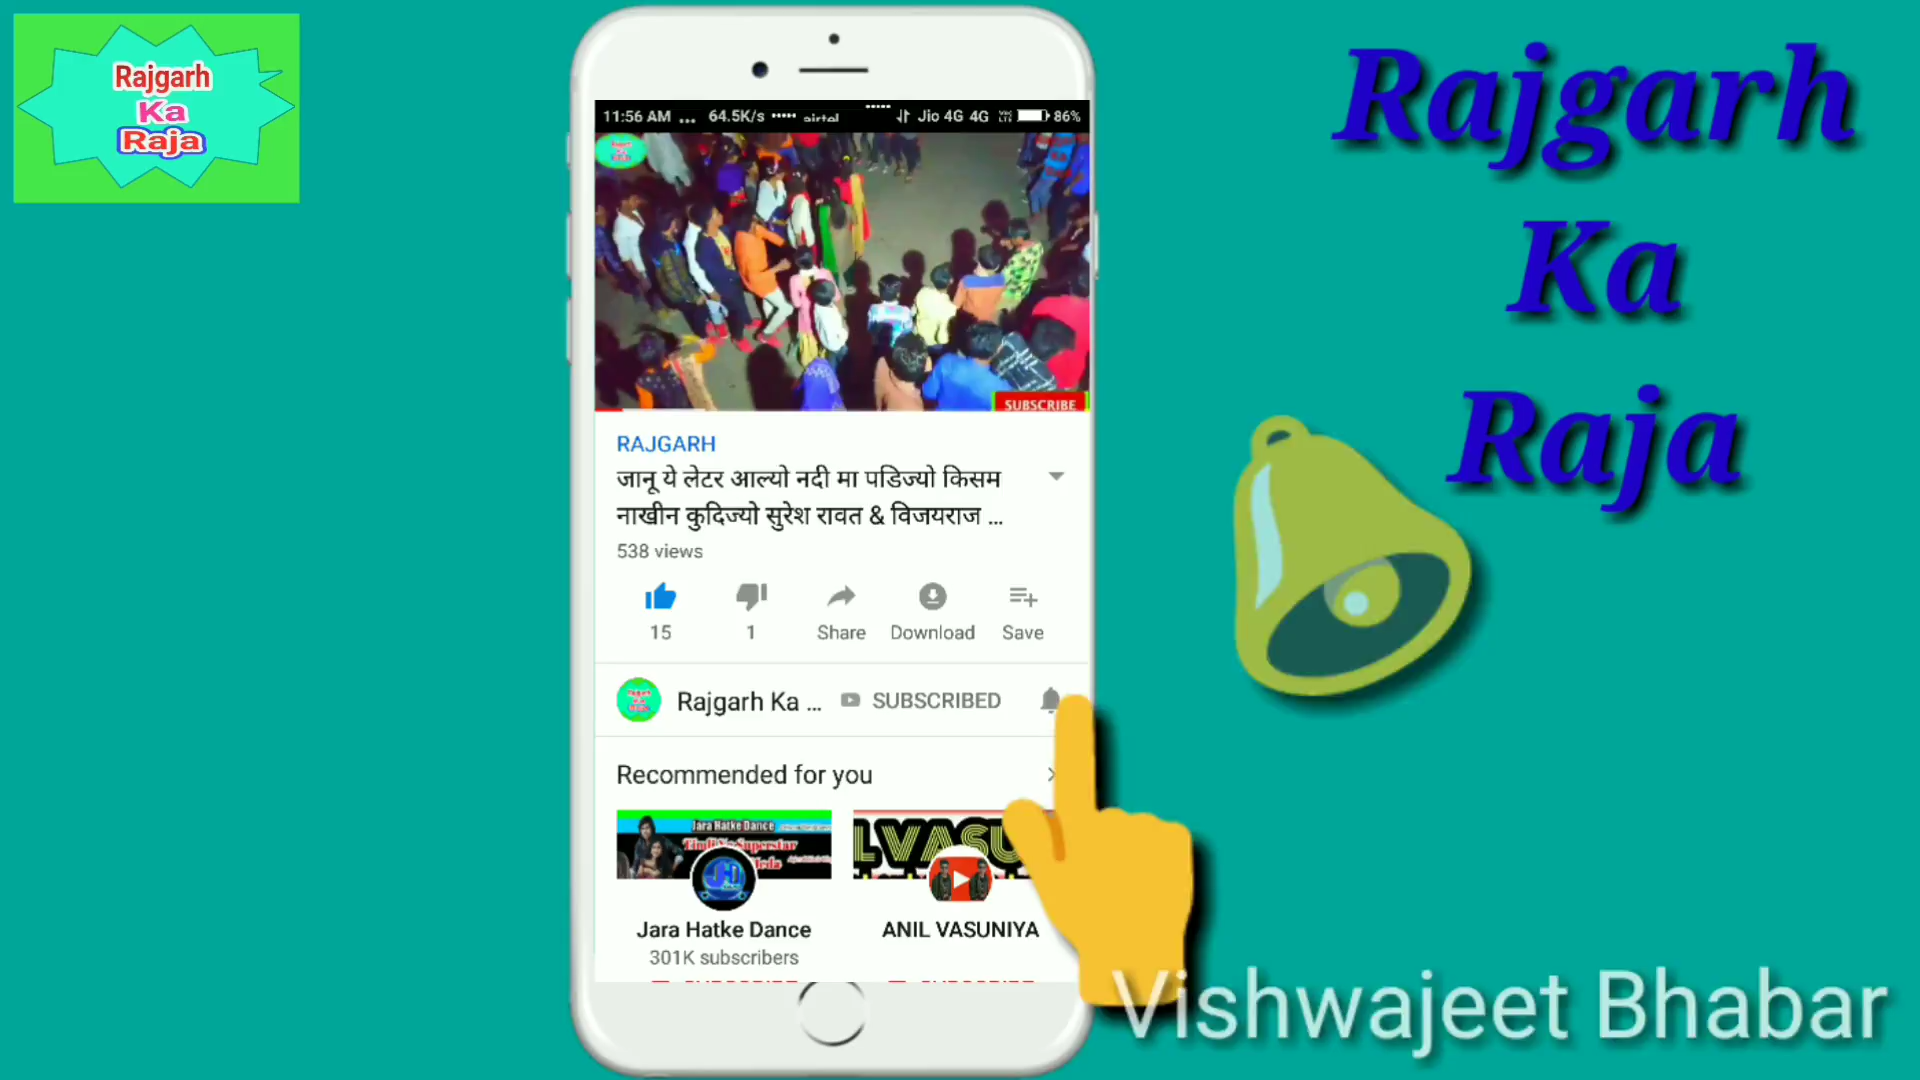 Rajgarh
Ka
Raja
Rajgarh
Ka
Raja
11:56 AM ... 64.5K/s airtel Jio 4G 4G 86%
SUBSCRIBE
RAJGARH
जानू ये लेटर आल्यो नदी मा पडिज्यो किसम
नाखीन कुदिज्यो सुरेश रावत & विजयराज ...
538 views
15 1 Share Download Save
Rajgarh Ka ... SUBSCRIBED
Recommended for you
Jara Hatke Dance
Superstar
Jara Hatke Dance
301K subscribers
ANIL VASUNIYA
Vishwajeet Bhabar